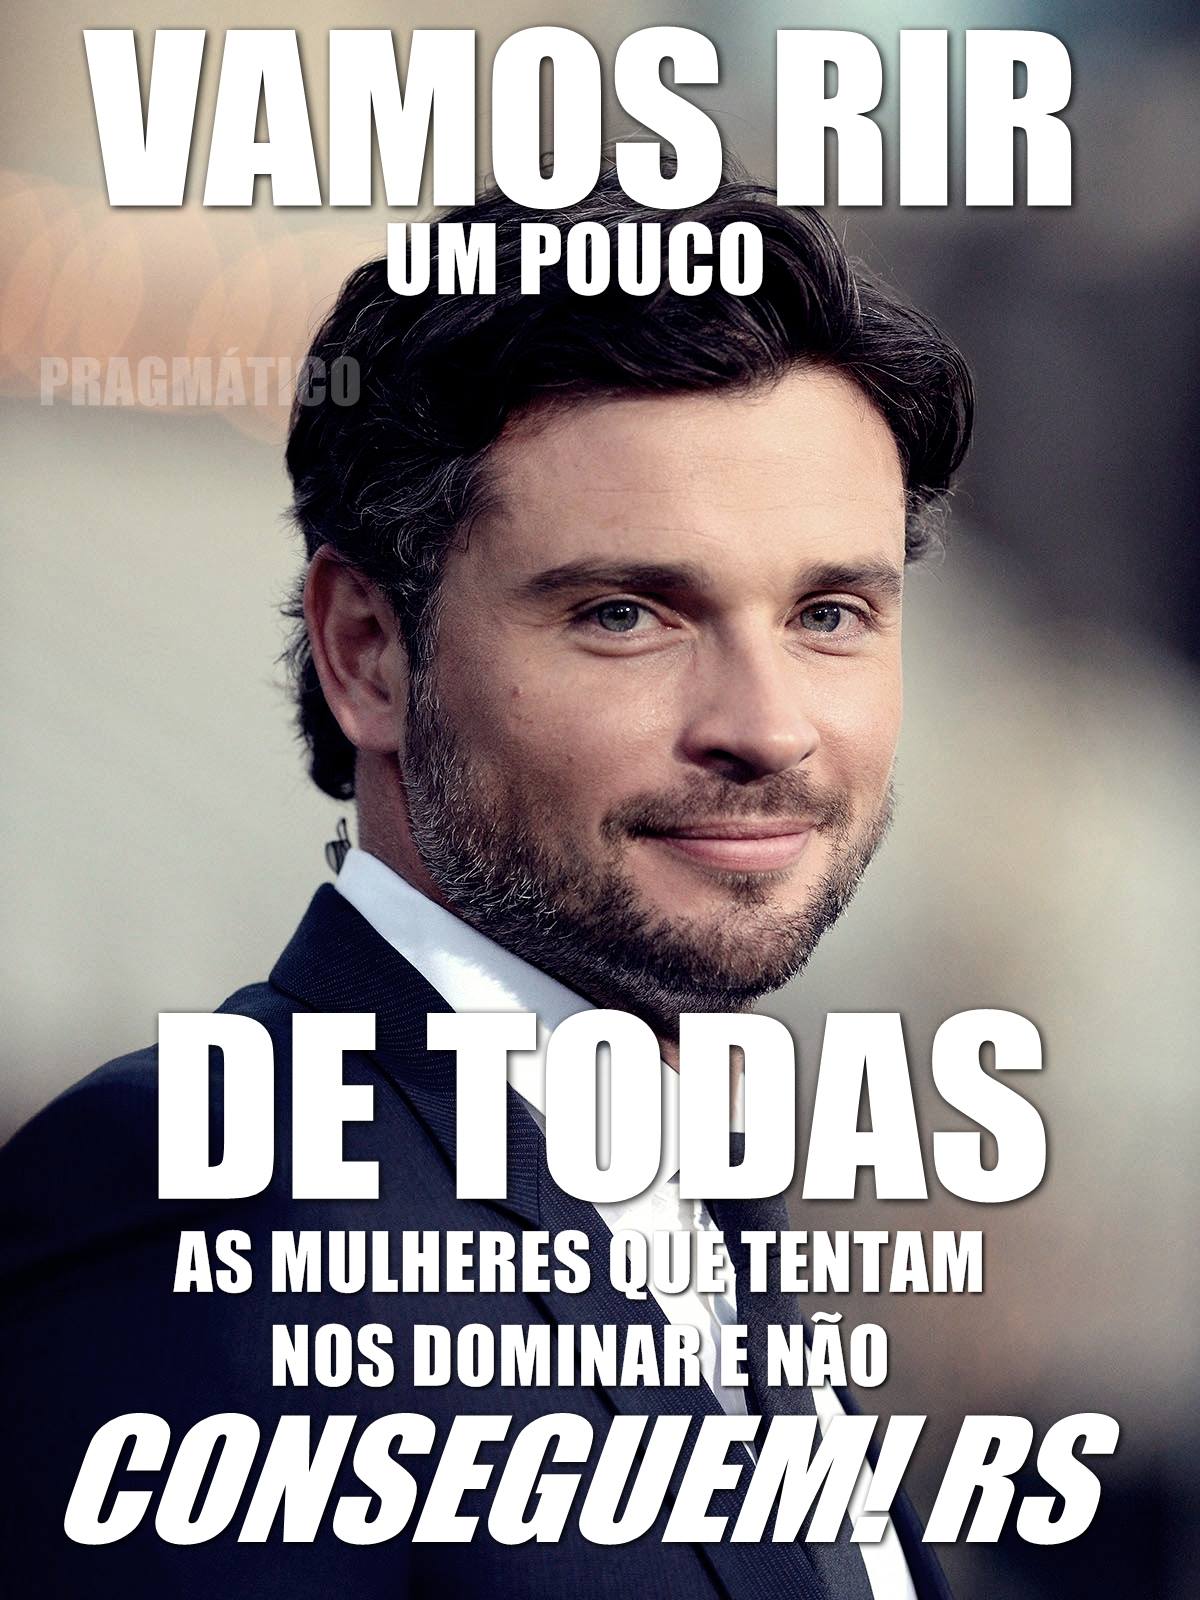 VAMOS RIR
UM POUCO
PRAGMÁTICO
DE TODAS
AS MULHERES QUE TENTAM
NOS DOMINAR E NÃO
CONSEGUEM! RS